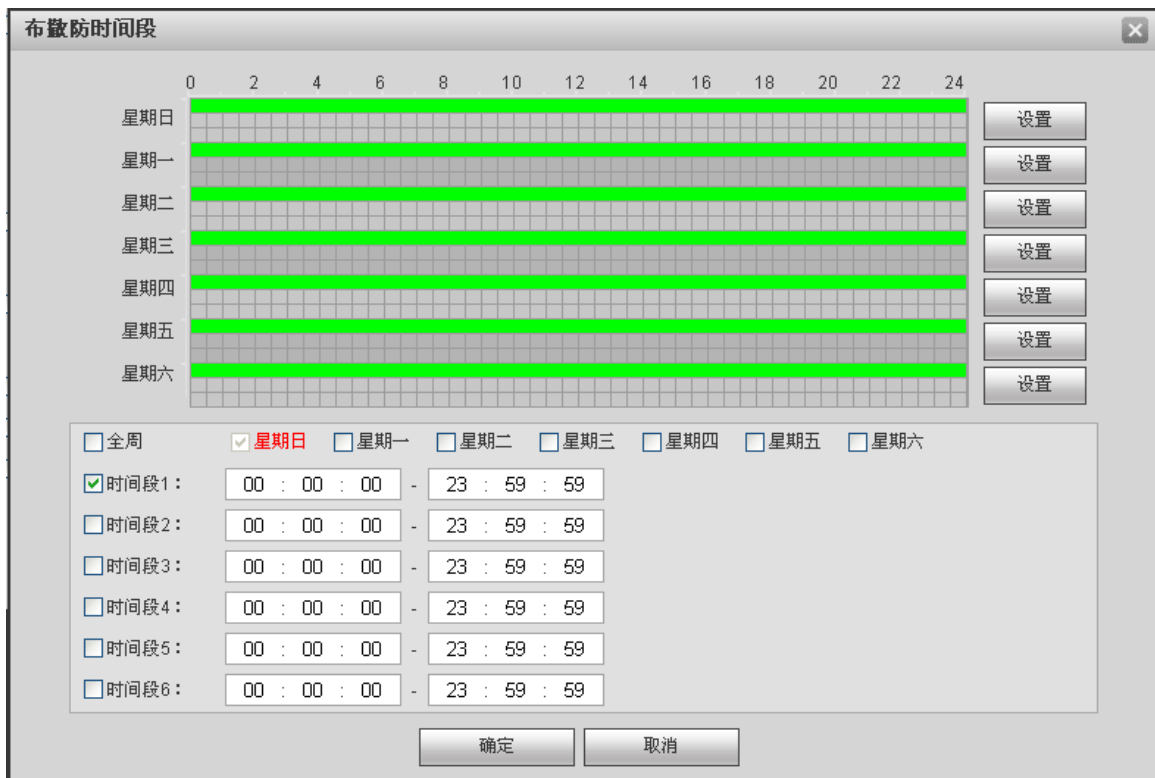 布撤防时间段
0 2 4 6 8 10 12 14 16 18 20 22 24
星期日 设置
星期一 设置
星期二 设置
星期三 设置
星期四 设置
星期五 设置
星期六 设置
全周 星期日 星期一 星期二 星期三 星期四 星期五 星期六
时间段1： 00 : 00 : 00 - 23 : 59 : 59
时间段2： 00 : 00 : 00 - 23 : 59 : 59
时间段3： 00 : 00 : 00 - 23 : 59 : 59
时间段4： 00 : 00 : 00 - 23 : 59 : 59
时间段5： 00 : 00 : 00 - 23 : 59 : 59
时间段6： 00 : 00 : 00 - 23 : 59 : 59
确定 取消